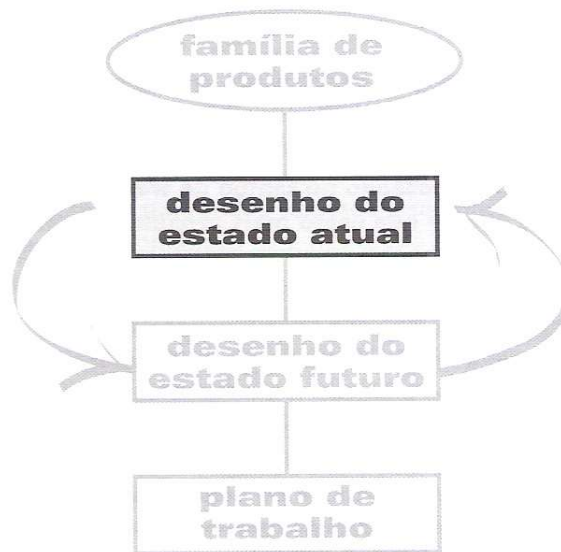 família de
produtos
desenho do
estado atual
desenho do
estado futuro
plano de
trabalho